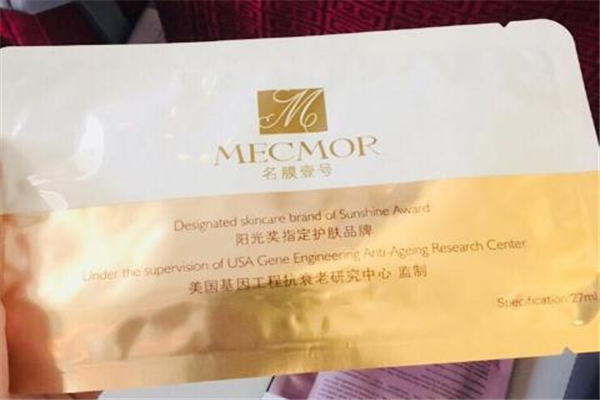 M
MECMOR
名膜壹号
Designated skincare brand of Sunshine Award
阳光奖指定护肤品牌
Under the supervision of USA Gene Engineering Anti-Ageing Research Center
美国基因工程抗衰老研究中心 监制
Specification:27ml